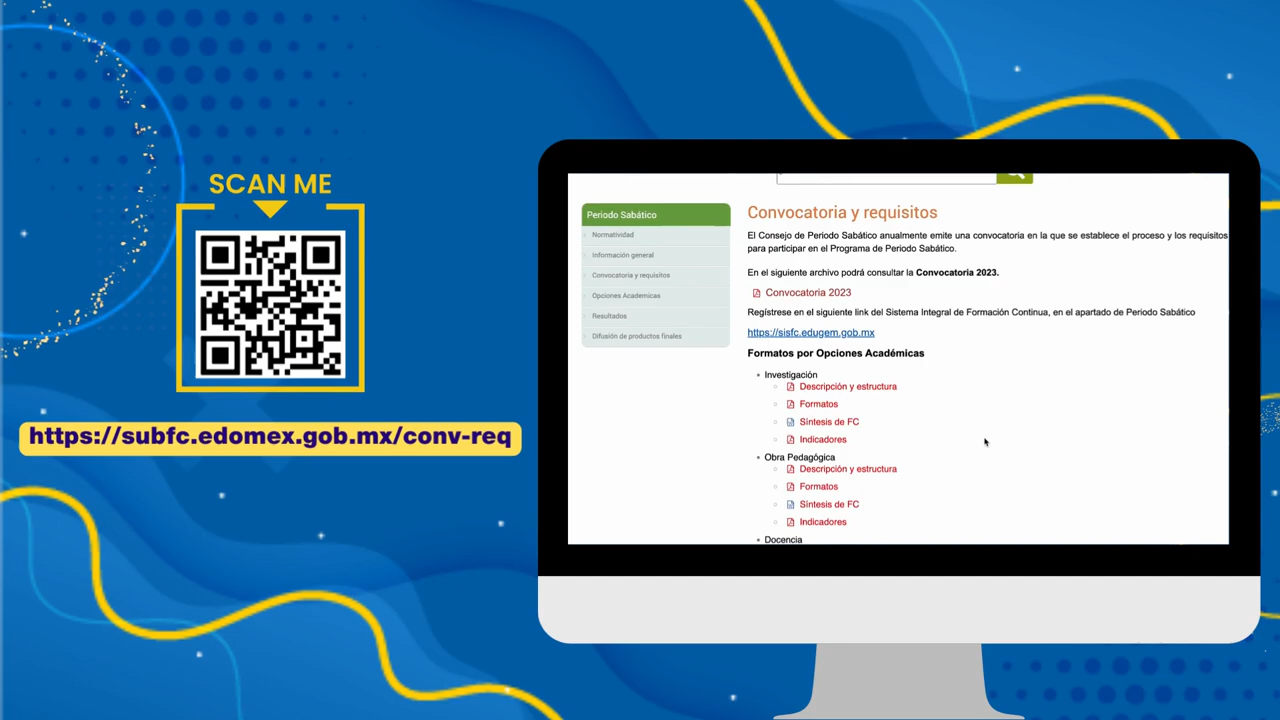 SCAN ME
https://subfc.edomex.gob.mx/conv-req
Periodo Sabático
Normatividad
Información general
Convocatoria y requisitos
Opciones Academicas
Resultados
Difusión de productos finales
Convocatoria y requisitos
El Consejo de Periodo Sabático anualmente emite una convocatoria en la que se establece el proceso y los requisitos
para participar en el Programa de Periodo Sabático.
En el siguiente archivo podrá consultar la Convocatoria 2023.
Convocatoria 2023
Regístrese en el siguiente link del Sistema Integral de Formación Continua, en el apartado de Periodo Sabático
https://sisfc.edugem.gob.mx
Formatos por Opciones Académicas
Investigación
Descripción y estructura
Formatos
Síntesis de FC
Indicadores
Obra Pedagógica
Descripción y estructura
Formatos
Síntesis de FC
Indicadores
Docencia